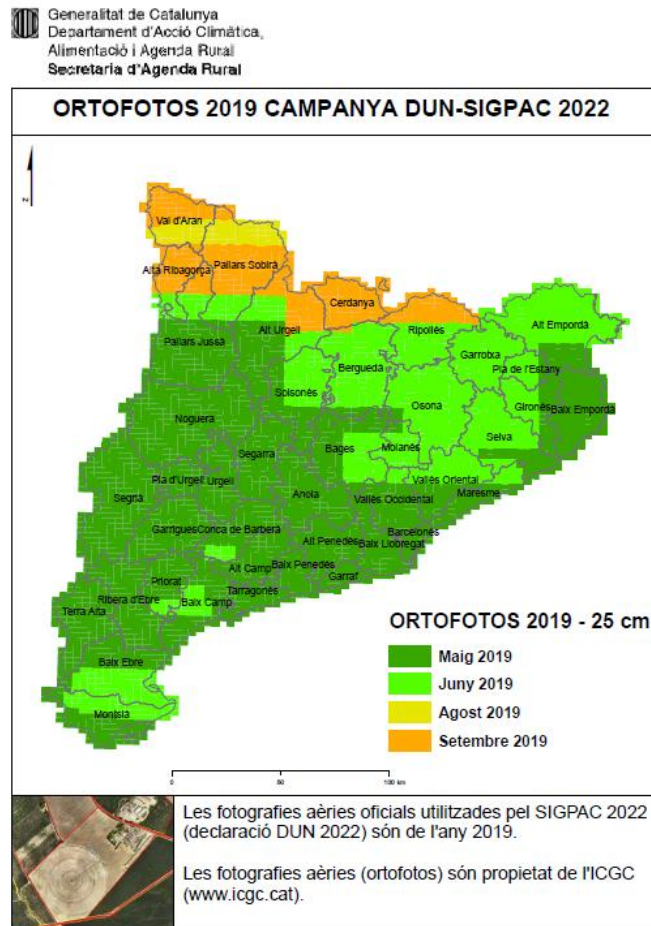 Generalitat de Catalunya
Departament d'Acció Climàtica,
Alimentació i Agenda Rural
Secretaria d'Agenda Rural
ORTOFOTOS 2019 CAMPANYA DUN-SIGPAC 2022
N
Val d'Aran
Alta Ribagorça
Pallars Sobirà
Cerdanya
Alt Urgell
Ripollès
Alt Empordà
Pallars Jussà
Garrotxa
Berguedà
Pla de l'Estany
Solsonès
Osona
Gironès
Baix Empordà
Noguera
Selva
Bages
Moianès
Segarra
Vallès Oriental
Pla d'Urgell
Urgell
Anoia
Maresme
Segrià
Vallès Occidental
Garrigues
Conca de Barberà
Barcelonès
Alt Penedès
Baix Llobregat
Alt Camp
Baix Penedès
Garraf
Priorat
Tarragonès
Ribera d'Ebre
Baix Camp
Terra Alta
Baix Ebre
Montsià
ORTOFOTOS 2019 - 25 cm
Maig 2019
Juny 2019
Agost 2019
Setembre 2019
0 50 100 km
Les fotografies aèries oficials utilitzades pel SIGPAC 2022
(declaració DUN 2022) són de l'any 2019.
Les fotografies aèries (ortofotos) són propietat de l'ICGC
(www.icgc.cat).